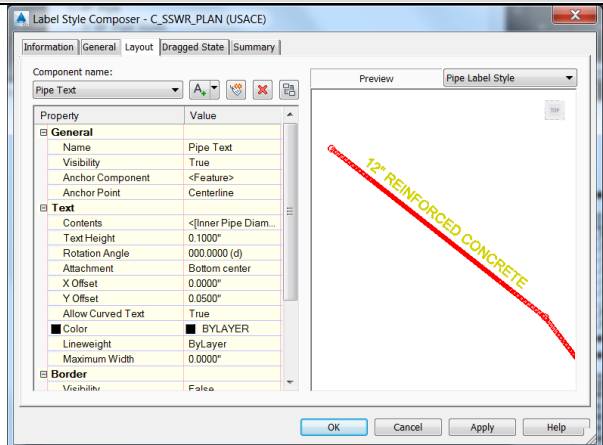 Label Style Composer - C_SSWR_PLAN (USACE)
Information General Layout Dragged State Summary
Component name:
Pipe Text
Preview
Pipe Label Style
Property Value
General
Name Pipe Text
Visibility True
Anchor Component <Feature>
Anchor Point Centerline
Text
Contents <[Inner Pipe Diam...
Text Height 0.1000"
Rotation Angle 000.0000 (d)
Attachment Bottom center
X Offset 0.0000"
Y Offset 0.0500"
Allow Curved Text True
Color BYLAYER
Lineweight ByLayer
Maximum Width 0.0000"
Border
Visibility False
TOP
12" REINFORCED CONCRETE
OK Cancel Apply Help